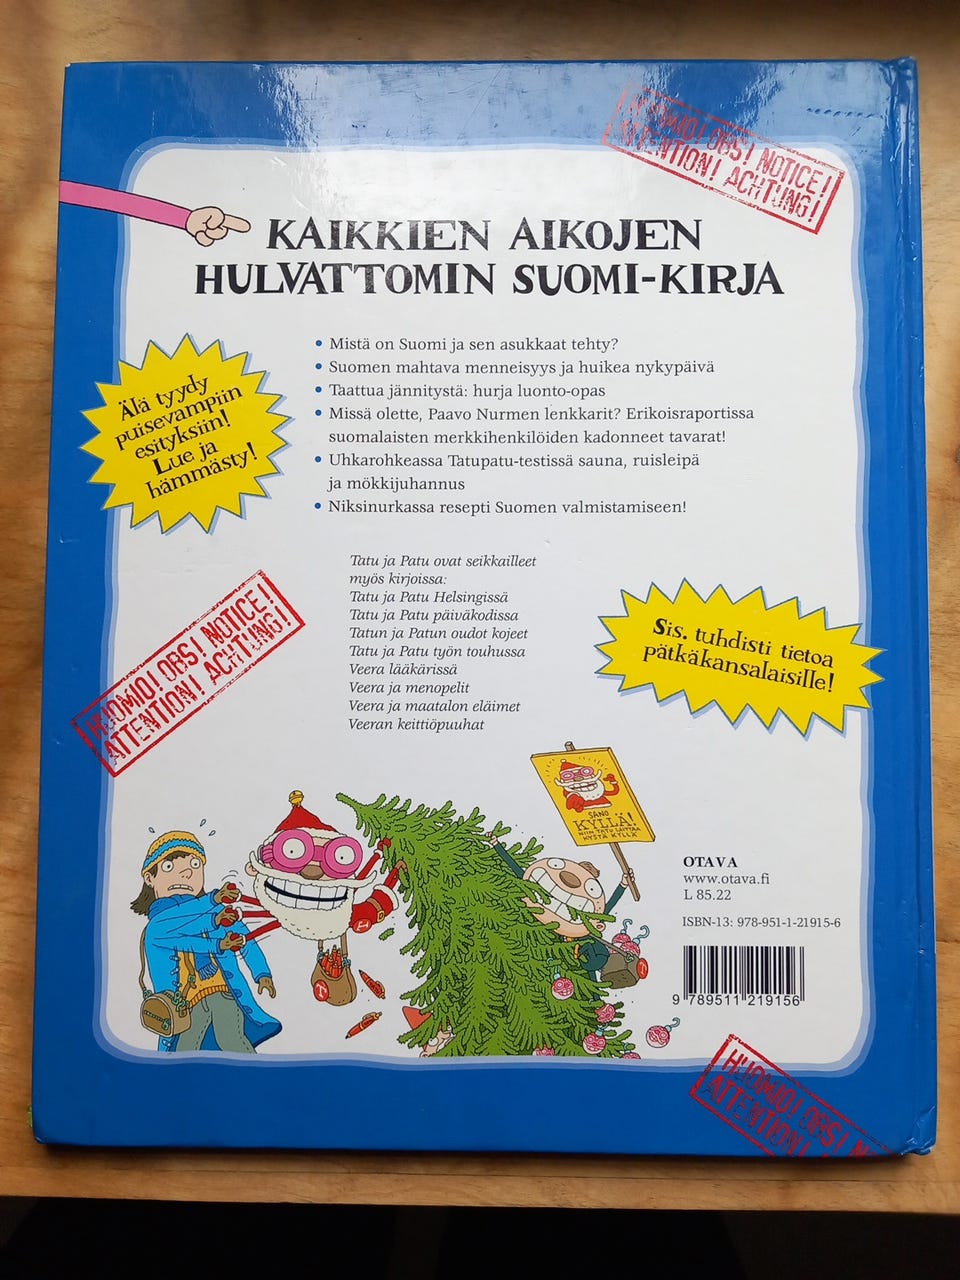 HUOMIO! OBS! NOTICE!
ATTENTION! ACHTUNG!
KAIKKIEN AIKOJEN
HULVATTOMIN SUOMI-KIRJA
• Mistä on Suomi ja sen asukkaat tehty?
• Suomen mahtava menneisyys ja huikea nykypäivä
• Taattua jännitystä: hurja luonto-opas
• Missä olette, Paavo Nurmen lenkkarit? Erikoisraportissa
suomalaisten merkkihenkilöiden kadonneet tavarat!
• Uhkarohkeassa Tatupatu-testissä sauna, ruisleipä
ja mökkijuhannus
• Niksinurkassa resepti Suomen valmistamiseen!
Älä tyydy
puisevampiin
esityksiin!
Lue ja
hämmästy!
Tatu ja Patu ovat seikkailleet
myös kirjoissa:
Tatu ja Patu Helsingissä
Tatu ja Patu päiväkodissa
Tatun ja Patun oudot kojeet
Tatu ja Patu työn touhussa
Veera lääkärissä
Veera ja menopelit
Veera ja maatalon eläimet
Veeran keittiöpuuhat
HUOMIO! OBS! NOTICE!
ATTENTION! ACHTUNG!
Sis. tuhdisti tietoa
pätkäkansalaisille!
SANO
KYLLÄ!
NIIN TATU LAITTAA
HYSTÄ KYLLÄ
T
T
OTAVA
www.otava.fi
L 85.22
ISBN-13: 978-951-1-21915-6
9 789511 219156
HUOMIO! OBS! N
ATTENTION! A